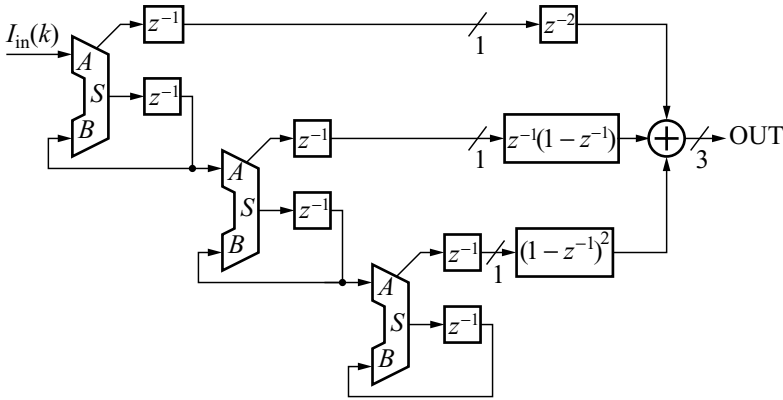 I_in(k)
z⁻¹
z⁻²
1
A
S
B
z⁻¹
z⁻¹
1
z⁻¹(1 − z⁻¹)
+
3
OUT
A
S
B
z⁻¹
z⁻¹
1
(1 − z⁻¹)²
A
S
B
z⁻¹